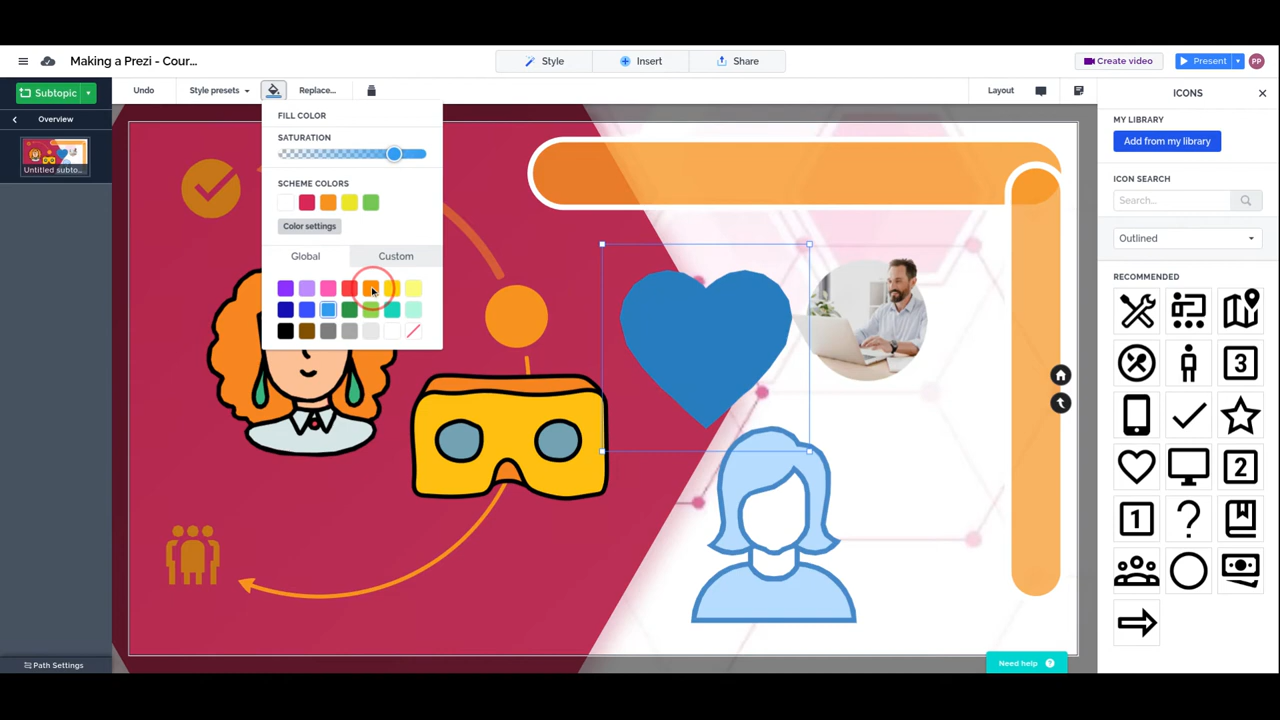 Making a Prezi - Cour...
Style
Insert
Share
Create video
Present
PP
Subtopic
Undo
Style presets
Replace...
Layout
ICONS
Overview
FILL COLOR
MY LIBRARY
SATURATION
Add from my library
Untitled subto...
SCHEME COLORS
ICON SEARCH
Search...
Color settings
Outlined
Global
Custom
RECOMMENDED
3
2
1
?
Path Settings
Need help ?